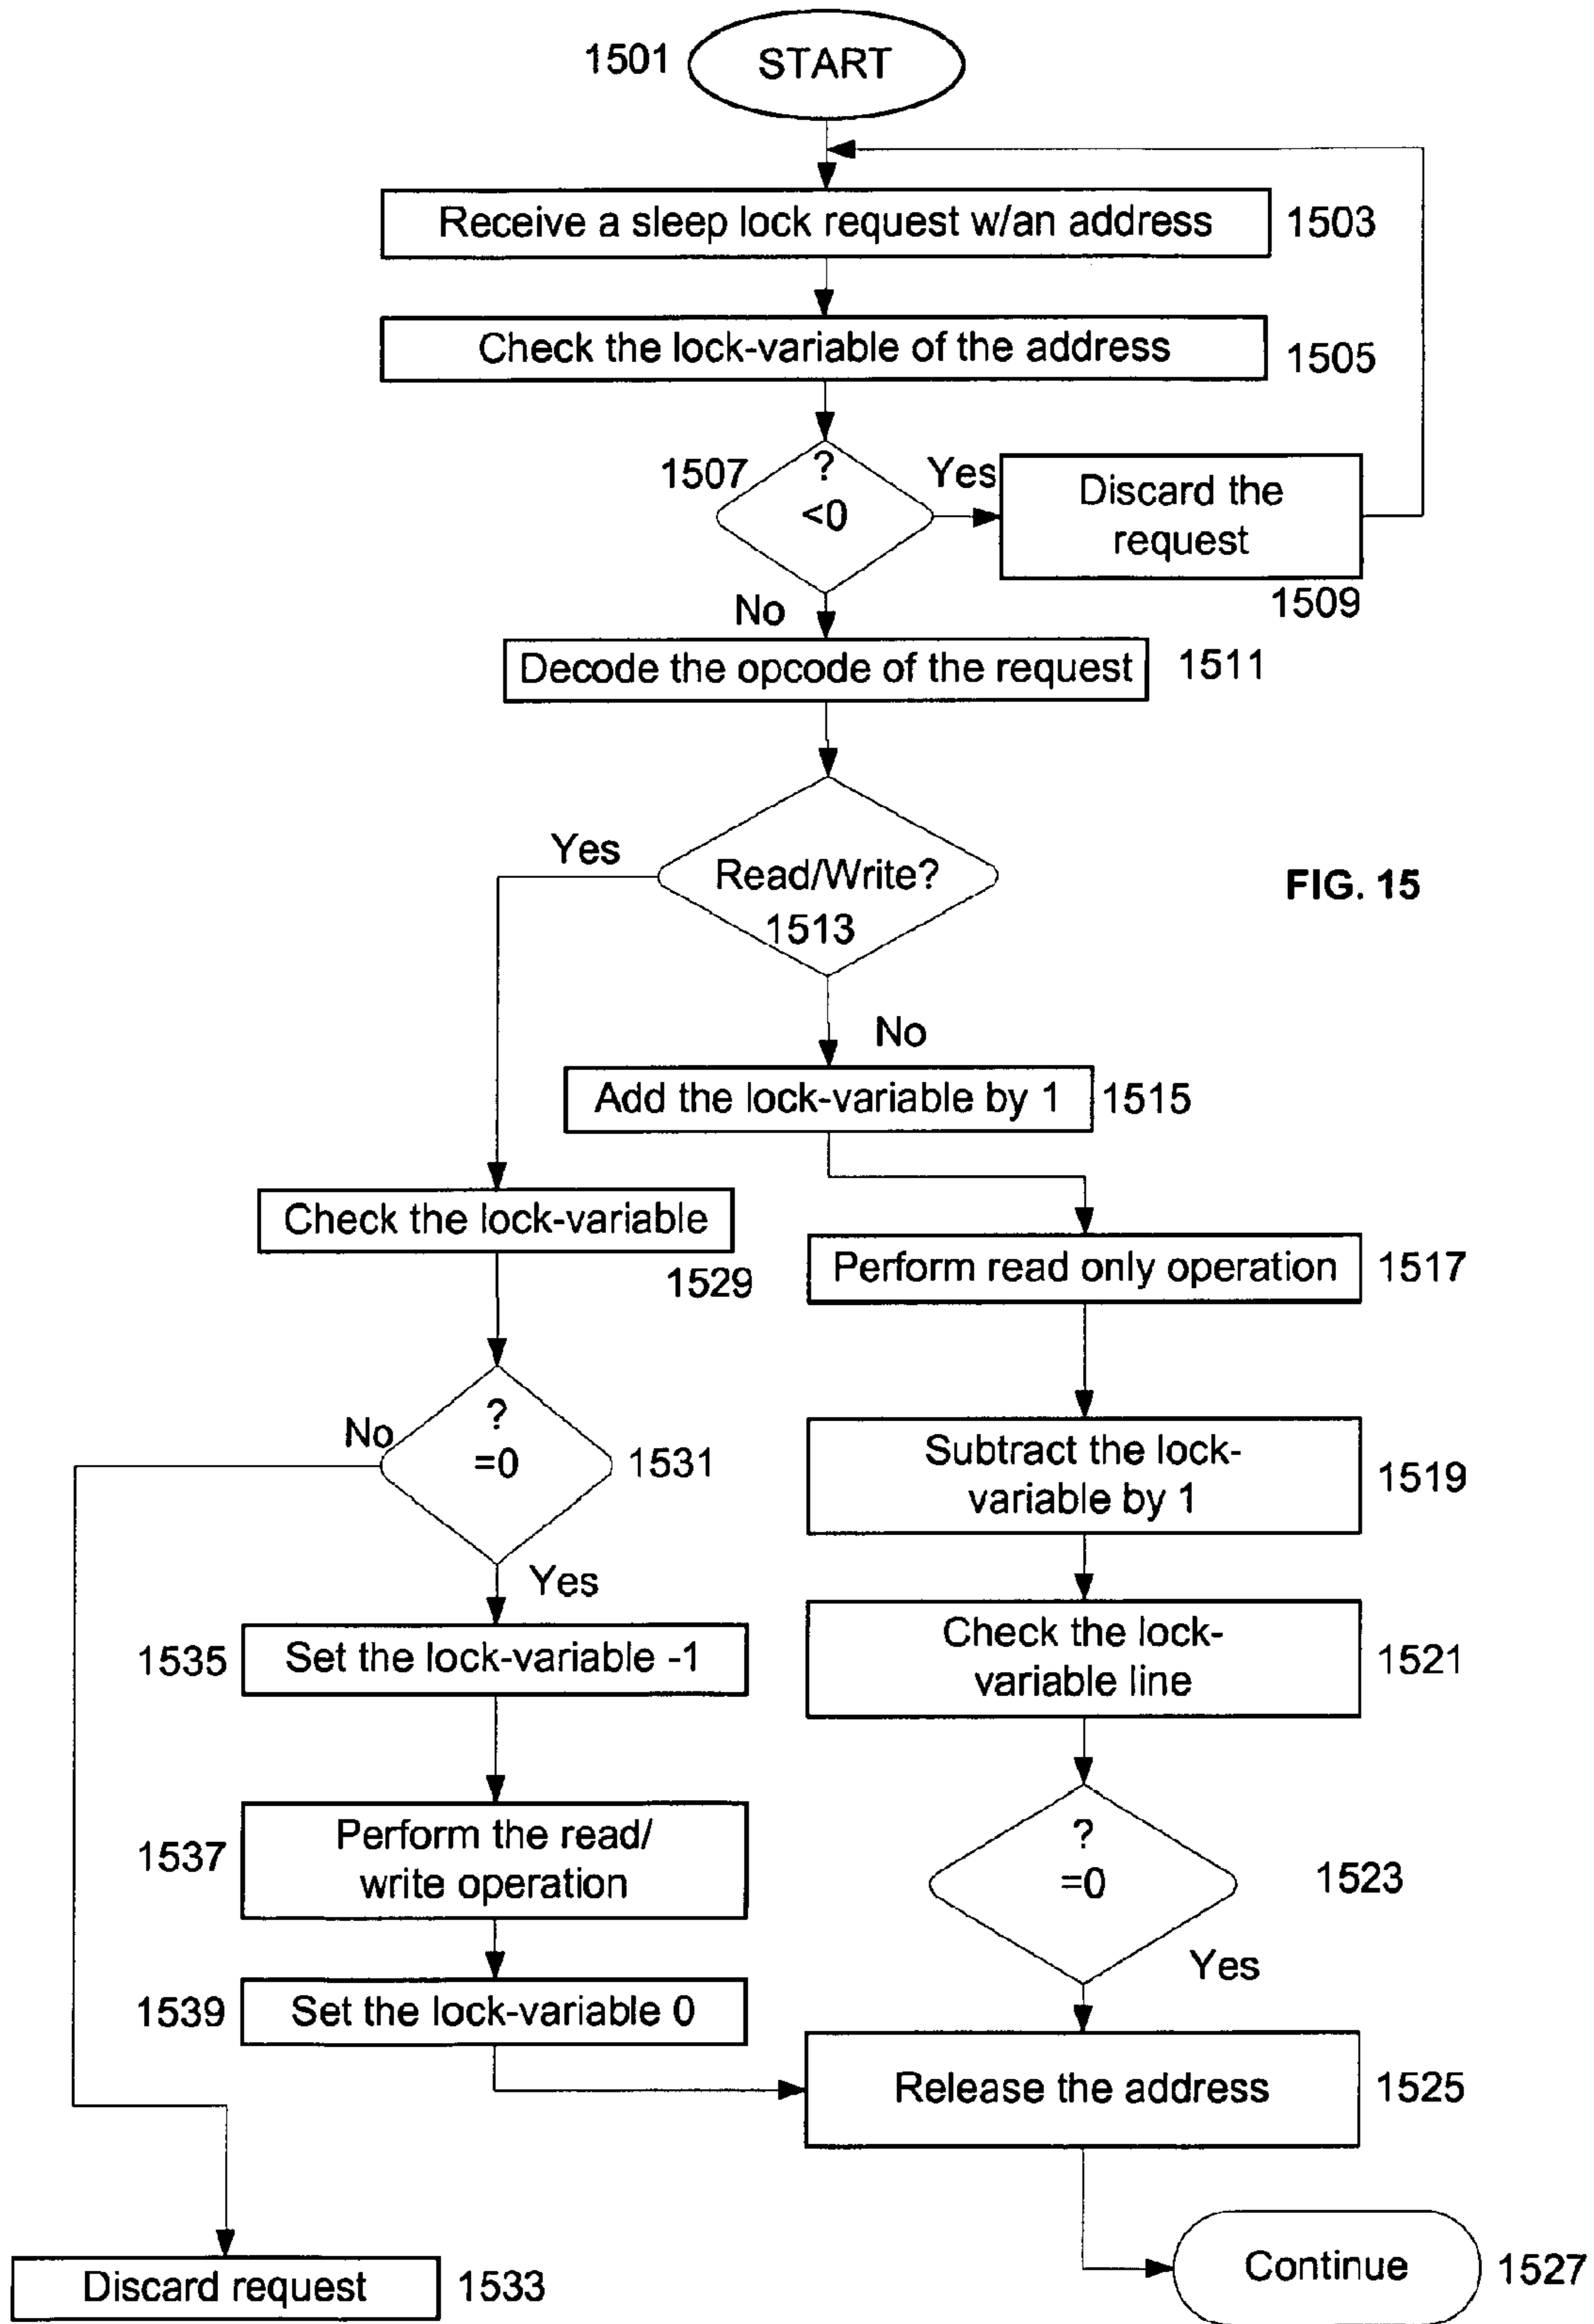 1501
START
Receive a sleep lock request w/an address
1503
Check the lock-variable of the address
1505
1507
?
<0
Yes
Discard the
request
1509
No
Decode the opcode of the request
1511
Yes
Read/Write?
1513
FIG. 15
No
Add the lock-variable by 1
1515
Check the lock-variable
1529
Perform read only operation
1517
No
?
=0
1531
Subtract the lock-
variable by 1
1519
Yes
1535
Set the lock-variable -1
Check the lock-
variable line
1521
1537
Perform the read/
write operation
?
=0
1523
Yes
1539
Set the lock-variable 0
Release the address
1525
Discard request
1533
Continue
1527